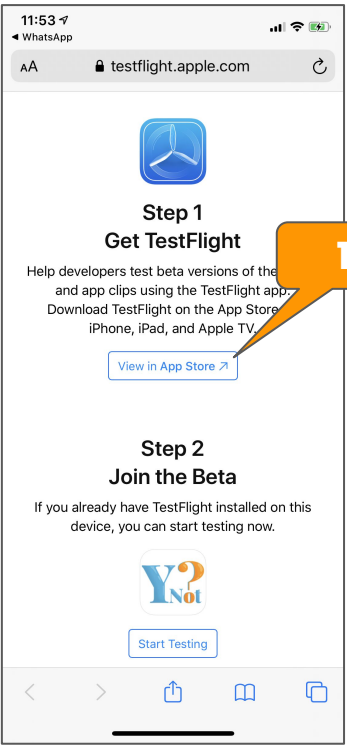 11:53
WhatsApp
AA testflight.apple.com
Step 1
Get TestFlight
Help developers test beta versions of the
and app clips using the TestFlight app.
Download TestFlight on the App Store
iPhone, iPad, and Apple TV.
View in App Store
Step 2
Join the Beta
If you already have TestFlight installed on this
device, you can start testing now.
Y?
Not
Start Testing